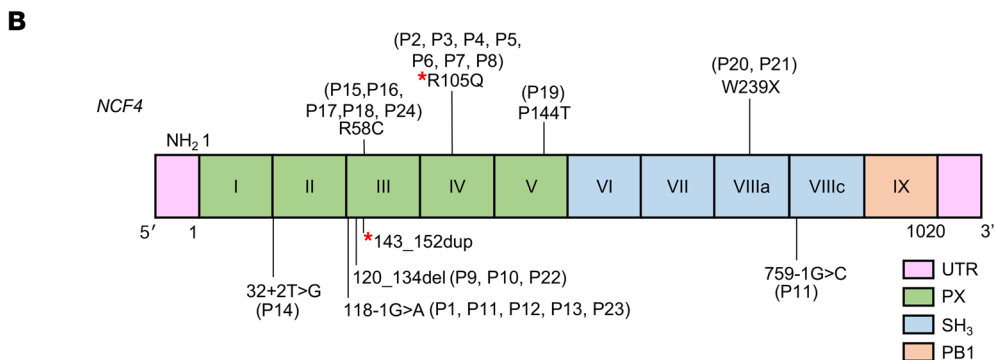 B
(P2, P3, P4, P5,
P6, P7, P8)
*R105Q
(P20, P21)
W239X
(P15,P16,
P17,P18, P24)
R58C
(P19)
P144T
NCF4
NH2 1
I II III IV V VI VII VIIIa VIIIc IX
5′ 1 1020 3’
*143_152dup
120_134del (P9, P10, P22)
759-1G>C
(P11)
32+2T>G
(P14)
118-1G>A (P1, P11, P12, P13, P23)
UTR
PX
SH3
PB1